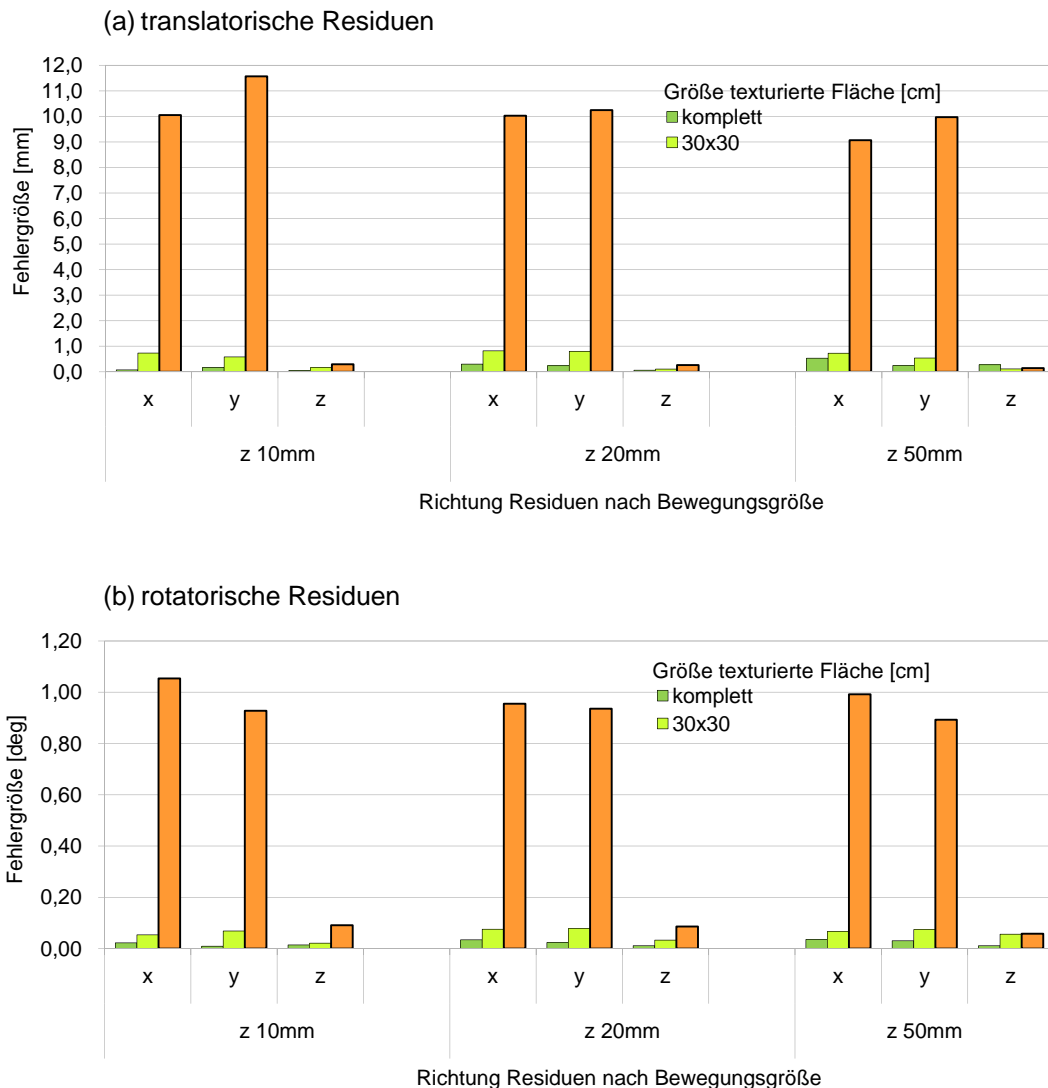 (a) translatorische Residuen
12,0
11,0
10,0
9,0
8,0
7,0
6,0
5,0
4,0
3,0
2,0
1,0
0,0
Fehlergröße [mm]
Größe texturierte Fläche [cm]
komplett
30x30
x y z x y z x y z
z 10mm z 20mm z 50mm
Richtung Residuen nach Bewegungsgröße
(b) rotatorische Residuen
1,20
1,00
0,80
0,60
0,40
0,20
0,00
Fehlergröße [deg]
Größe texturierte Fläche [cm]
komplett
30x30
x y z x y z x y z
z 10mm z 20mm z 50mm
Richtung Residuen nach Bewegungsgröße